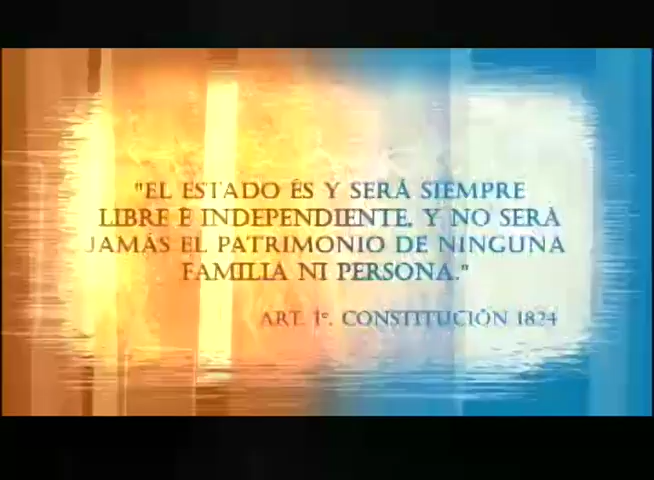 "EL ESTADO ÉS Y SERÁ SIEMPRE
LIBRE É INDEPENDIENTE, Y NO SERÁ
JAMÁS EL PATRIMONIO DE NINGUNA
FAMILIA NI PERSONA."
ART. 1º. CONSTITUCIÓN 1824